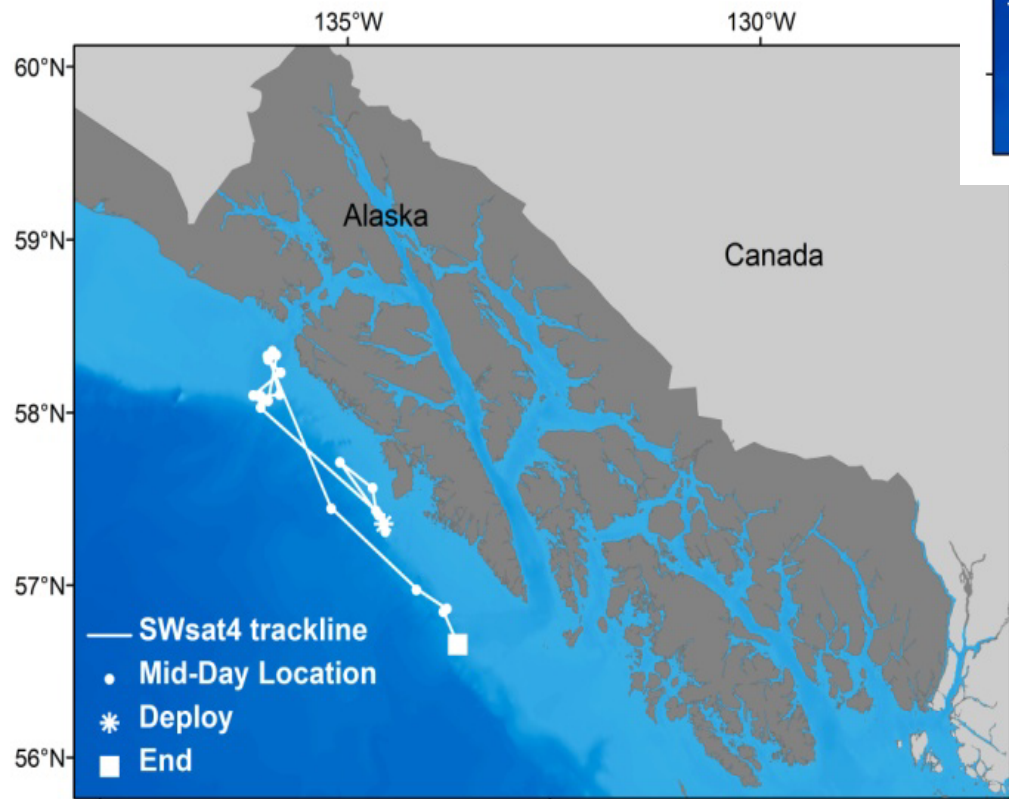 135°W 130°W
60°N
59°N
58°N
57°N
56°N
Alaska
Canada
SWsat4 trackline
Mid-Day Location
Deploy
End